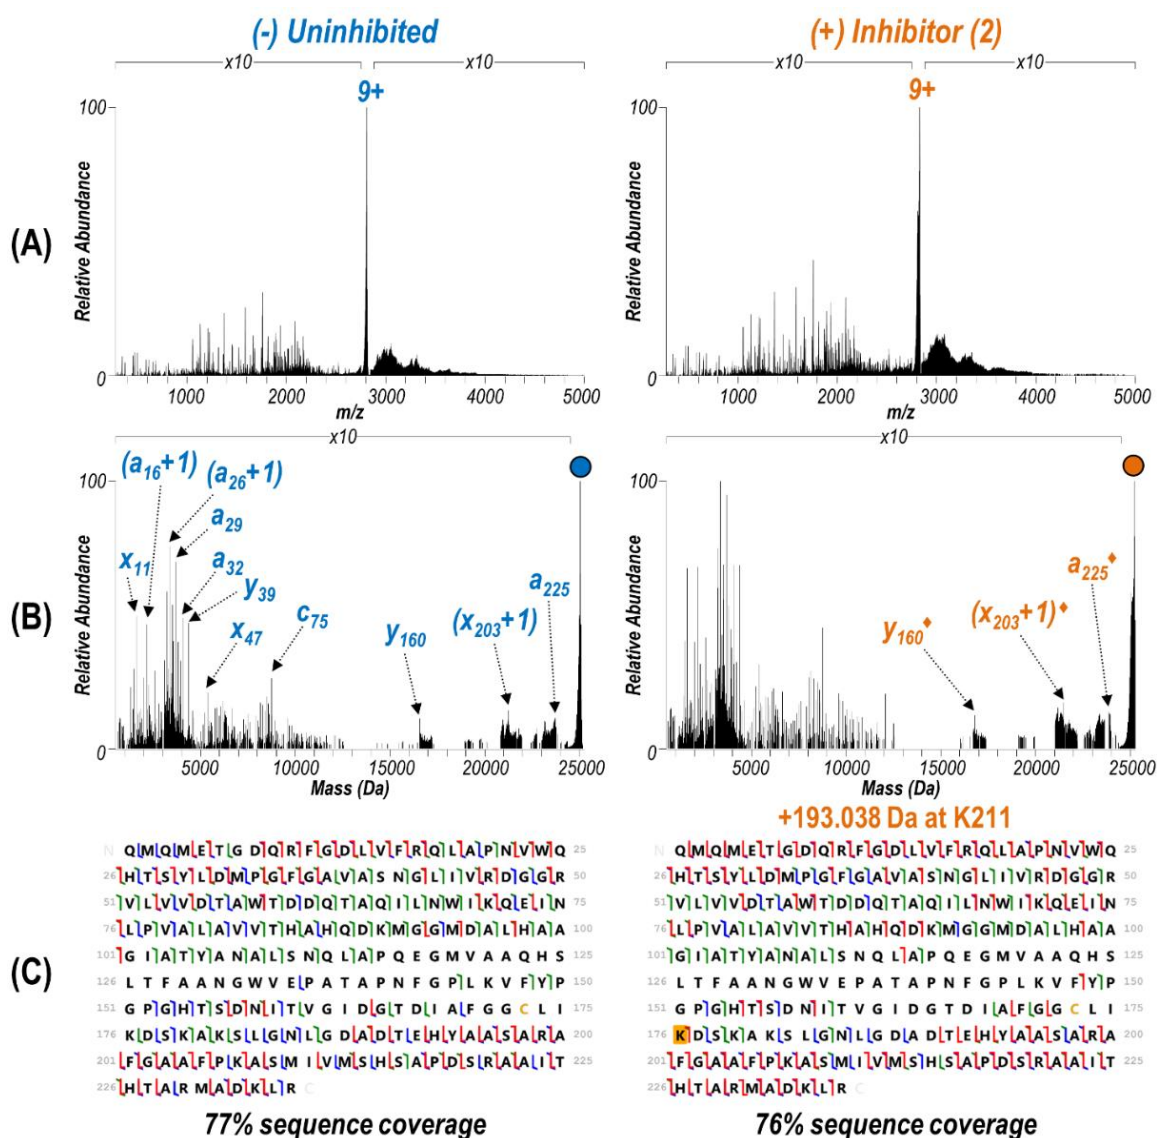 (-) Uninhibited
(+) Inhibitor (2)
x10 x10
x10 x10
(A)
9+
9+
100
0
Relative Abundance
1000 2000 3000 4000 5000
m/z
100
0
Relative Abundance
1000 2000 3000 4000 5000
m/z
x10
x10
(B)
100
0
Relative Abundance
x11
(a16+1)
(a26+1)
a29
a32
y39
x47
c75
y160
(x203+1)
a225
5000 10000 15000 20000 25000
Mass (Da)
100
0
Relative Abundance
y160♦
(x203+1)♦
a225♦
5000 10000 15000 20000 25000
Mass (Da)
+193.038 Da at K211
(C)
N Q M Q M E T G D Q R F G D L V F R Q L A P N V W Q 25
26 H T S Y L D M P G F G A V A S N G L I V R D G G R 50
51 V L V V D T A W T D D Q T A Q I L N W I K Q E I N 75
76 L P V A L A V V T H A H Q D K M G G M D A L H A A 100
101 G I A T Y A N A L S N Q L A P Q E G M V A A Q H S 125
126 L T F A A N G W V E P A T A P N F G P L K V F Y P 150
151 G P G H T S D N I T V G I D G T D I A F G G C L I 175
176 K D S K A K S L G N L G D A D T E H Y A A S A R A 200
201 F G A A F P K A S M I V M S H S A P D S R A A I T 225
226 H T A R M A D K L R C
77% sequence coverage
N Q M Q M E T G D Q R F G D L V F R Q L A P N V W Q 25
26 H T S Y L D M P G F G A V A S N G L I V R D G G R 50
51 V L V V D T A W T D D Q T A Q I L N W I K Q E I N 75
76 L P V A L A V V T H A H Q D K M G G M D A L H A A 100
101 G I A T Y A N A L S N Q L A P Q E G M V A A Q H S 125
126 L T F A A N G W V E P A T A P N F G P L K V F Y P 150
151 G P G H T S D N I T V G I D G T D I A F G G C L I 175
176 K D S K A K S L G N L G D A D T E H Y A A S A R A 200
201 F G A A F P K A S M I V M S H S A P D S R A A I T 225
226 H T A R M A D K L R C
76% sequence coverage